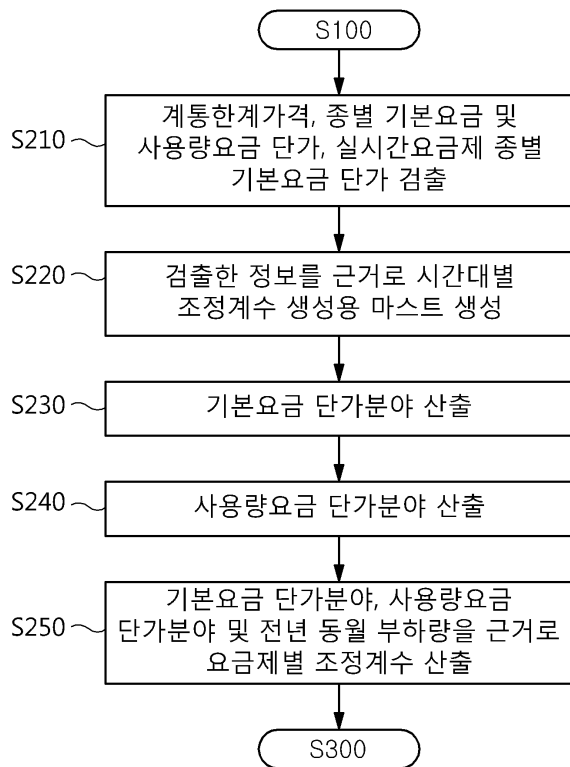 S100
S210
계통한계가격, 종별 기본요금 및
사용량요금 단가, 실시간요금제 종별
기본요금 단가 검출
S220
검출한 정보를 근거로 시간대별
조정계수 생성용 마스트 생성
S230
기본요금 단가분야 산출
S240
사용량요금 단가분야 산출
S250
기본요금 단가분야, 사용량요금
단가분야 및 전년 동월 부하량을 근거로
요금제별 조정계수 산출
S300